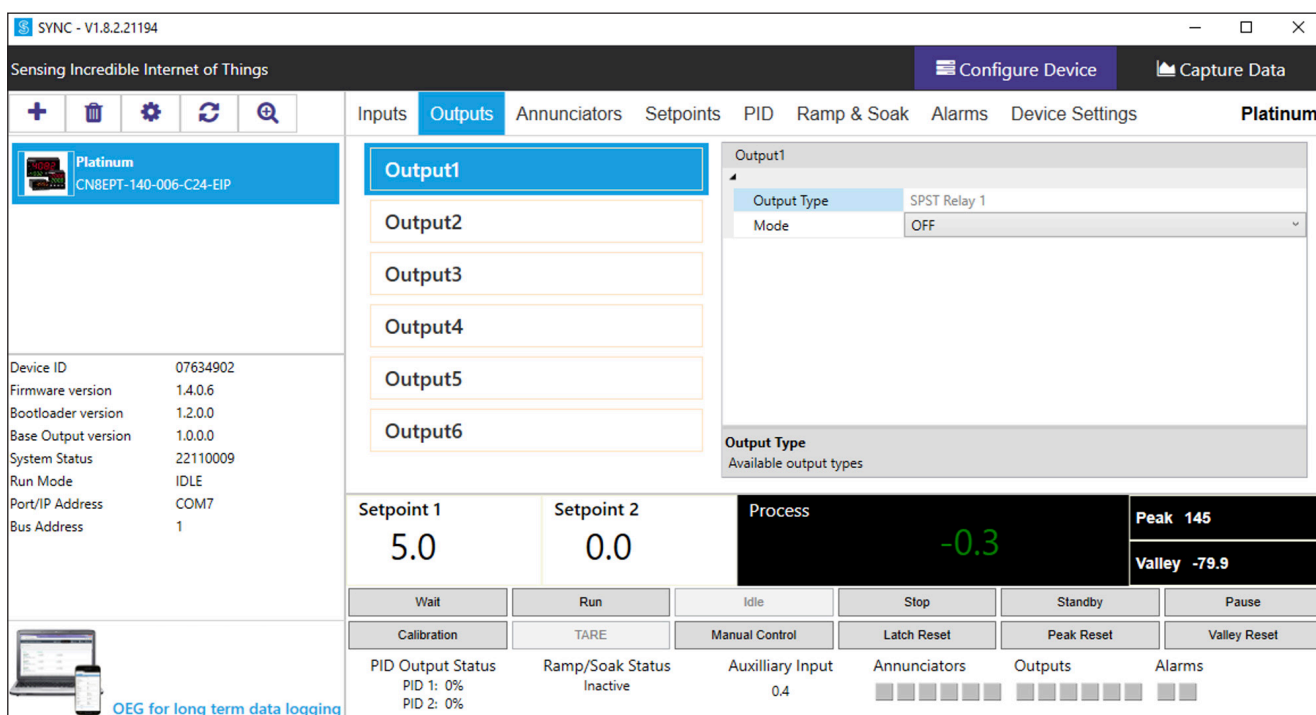 SYNC - V1.8.2.21194
Sensing Incredible Internet of Things
Configure Device
Capture Data
Inputs Outputs Annunciators Setpoints PID Ramp & Soak Alarms Device Settings Platinum
Platinum
CN8EPT-140-006-C24-EIP
Output1
Output2
Output3
Output4
Output5
Output6
Output1
Output Type SPST Relay 1
Mode OFF
Output Type
Available output types
Device ID 07634902
Firmware version 1.4.0.6
Bootloader version 1.2.0.0
Base Output version 1.0.0.0
System Status 22110009
Run Mode IDLE
Port/IP Address COM7
Bus Address 1
Setpoint 1
5.0
Setpoint 2
0.0
Process
-0.3
Peak 145
Valley -79.9
Wait Run Idle Stop Standby Pause
Calibration TARE Manual Control Latch Reset Peak Reset Valley Reset
PID Output Status
PID 1: 0%
PID 2: 0%
Ramp/Soak Status
Inactive
Auxilliary Input
0.4
Annunciators
Outputs
Alarms
OEG for long term data logging